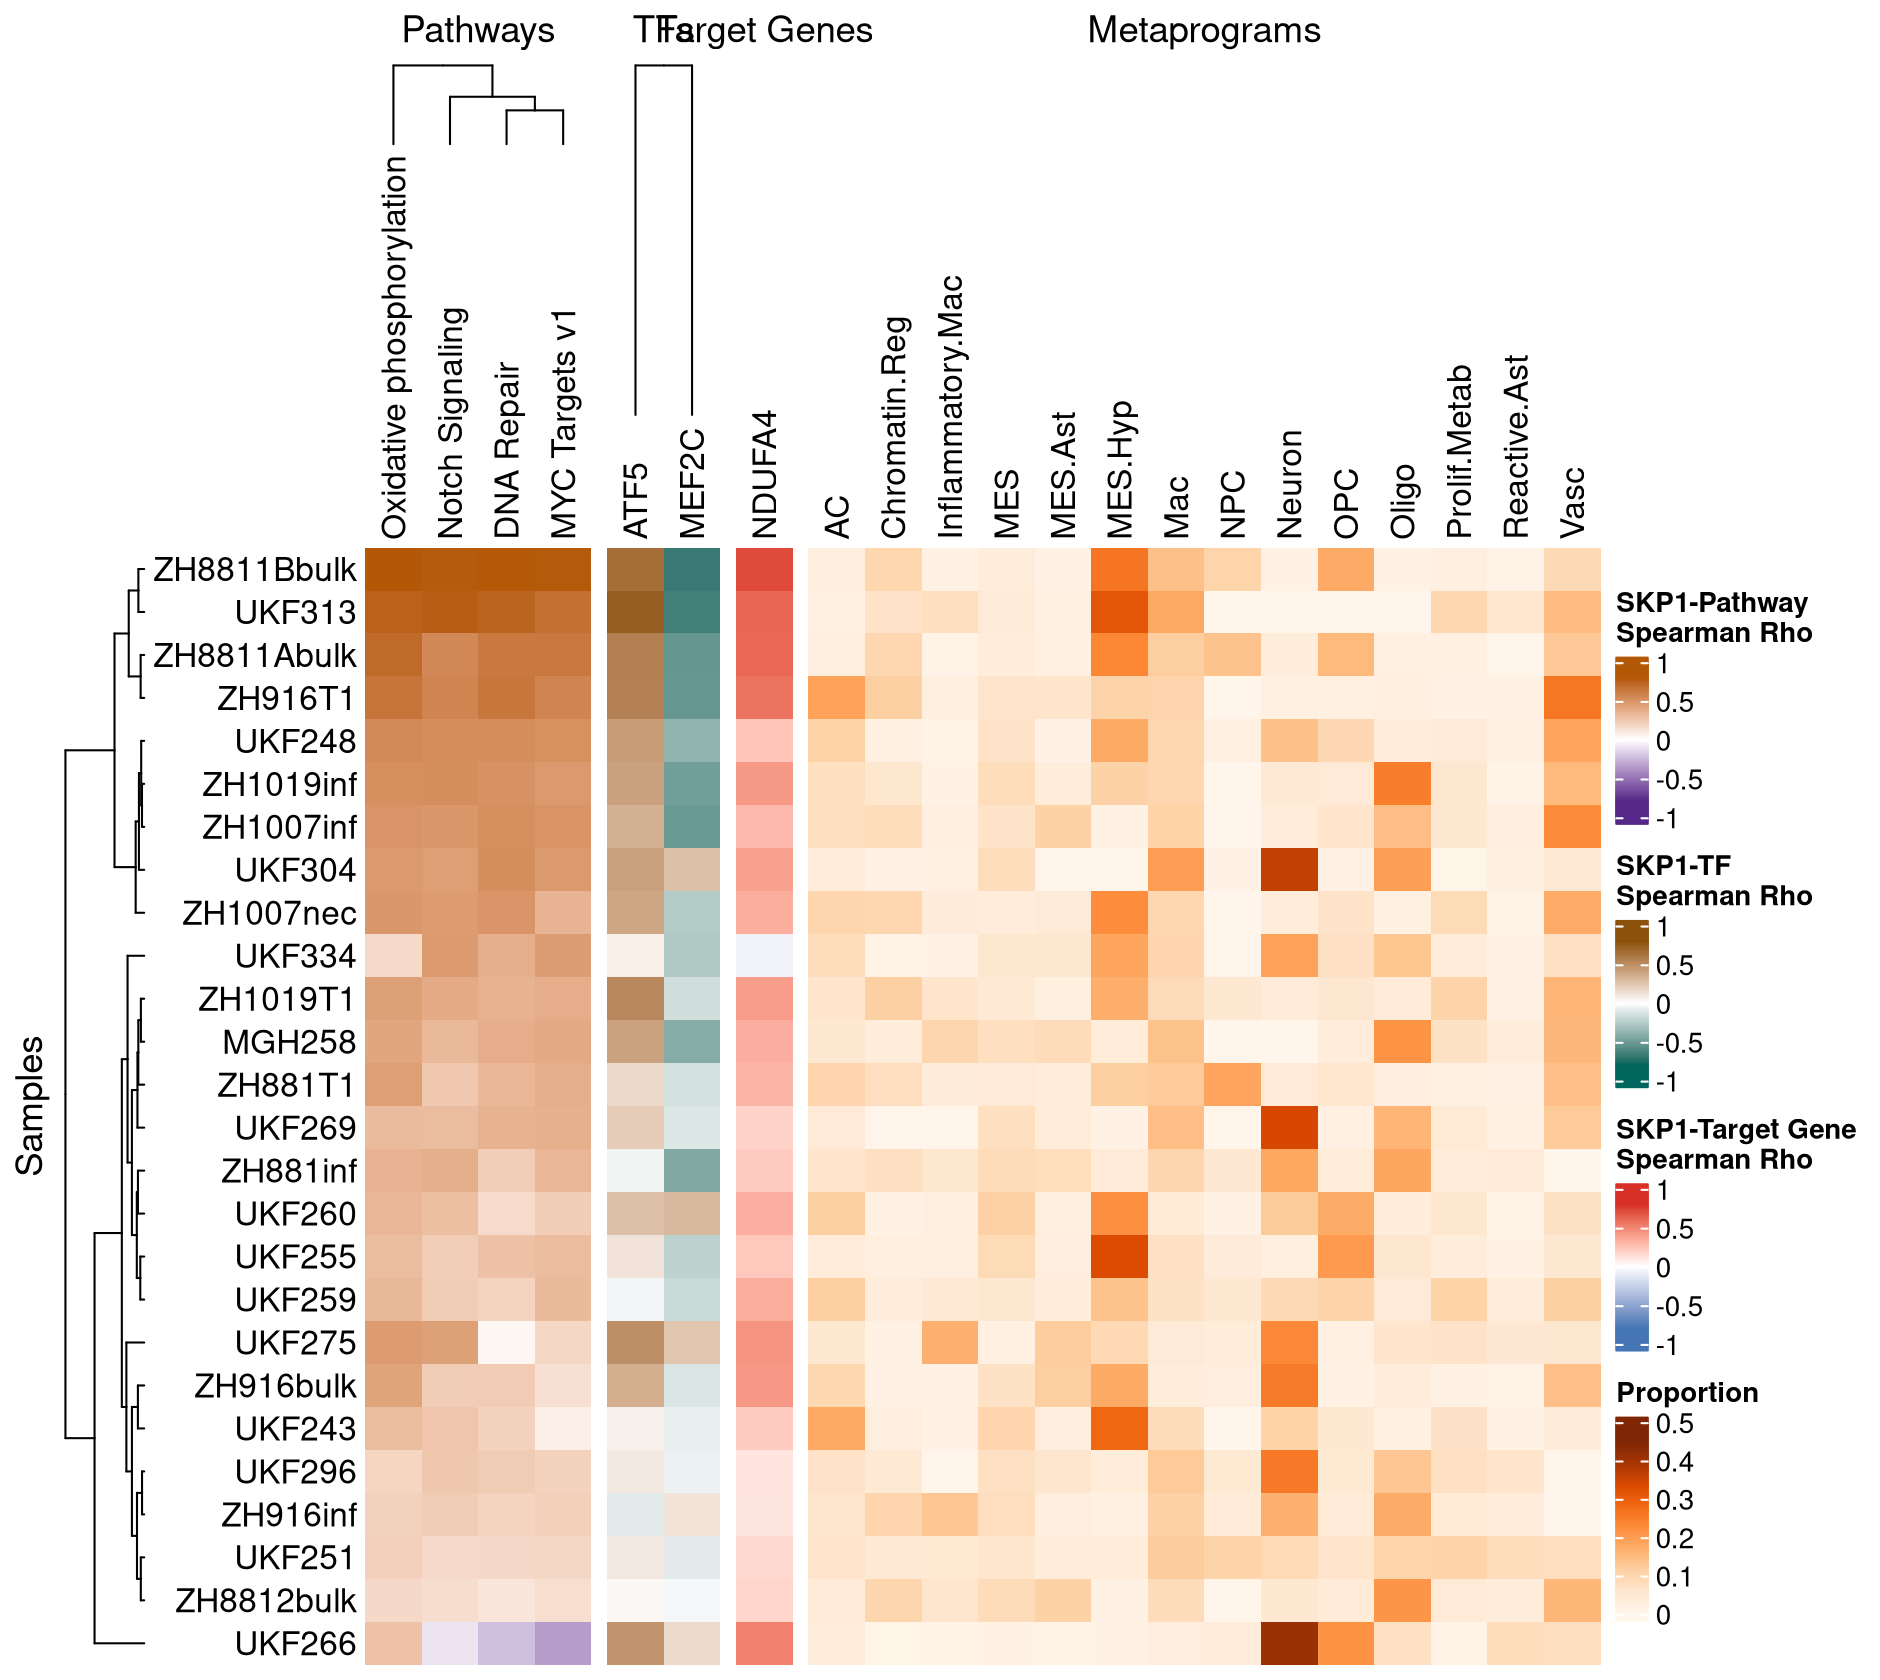 Pathways
TFs
Target Genes
Metaprograms
Oxidative phosphorylation
Notch Signaling
DNA Repair
MYC Targets v1
ATF5
MEF2C
NDUFA4
AC
Chromatin.Reg
Inflammatory.Mac
MES
MES.Ast
MES.Hyp
Mac
NPC
Neuron
OPC
Oligo
Prolif.Metab
Reactive.Ast
Vasc
Samples
ZH8811Bbulk
UKF313
ZH8811Abulk
ZH916T1
UKF248
ZH1019inf
ZH1007inf
UKF304
ZH1007nec
UKF334
ZH1019T1
MGH258
ZH881T1
UKF269
ZH881inf
UKF260
UKF255
UKF259
UKF275
ZH916bulk
UKF243
UKF296
ZH916inf
UKF251
ZH8812bulk
UKF266
SKP1-Pathway
Spearman Rho
1
0.5
0
-0.5
-1
SKP1-TF
Spearman Rho
1
0.5
0
-0.5
-1
SKP1-Target Gene
Spearman Rho
1
0.5
0
-0.5
-1
Proportion
0.5
0.4
0.3
0.2
0.1
0